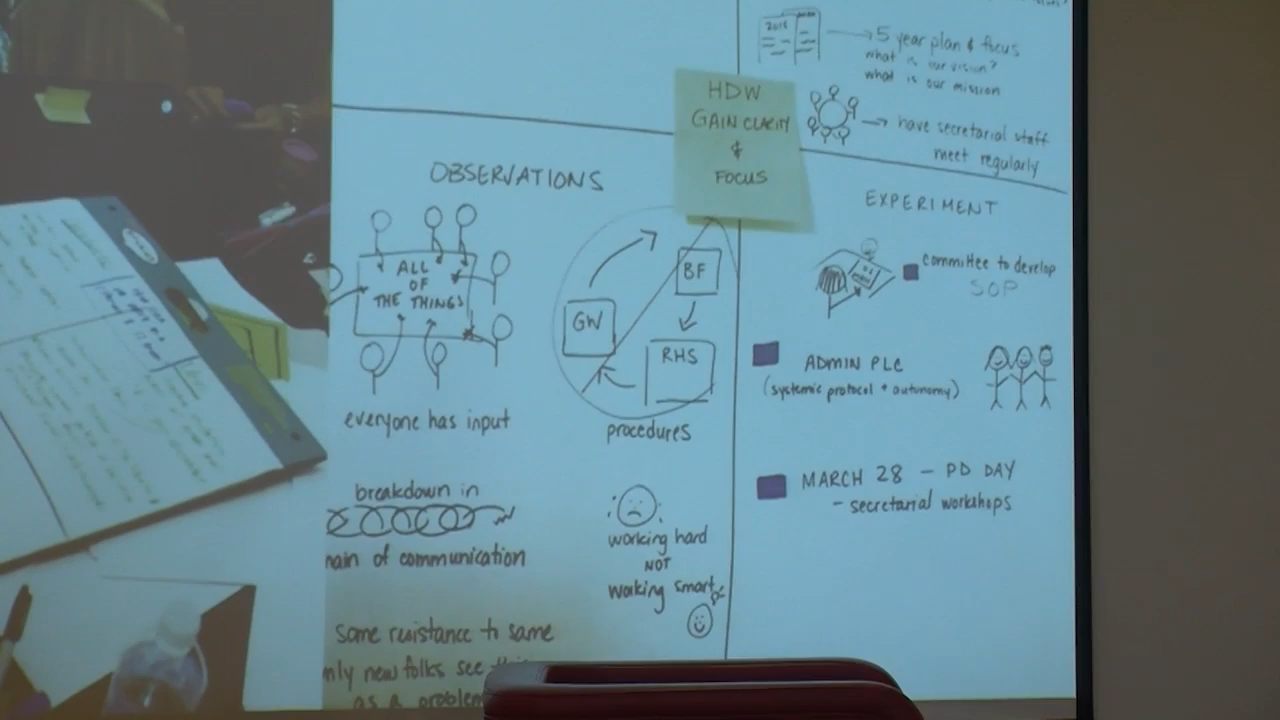 2018
5 year plan & focus
what is our vision?
what is our mission
have secretarial staff
meet regularly
HDW
GAIN CLARITY
&
FOCUS
OBSERVATIONS
ALL
OF
THE THINGS
everyone has input
GW
BF
RHS
procedures
breakdown in
hain of communication
working hard
NOT
working smart
some resistance to same
nly new folks see this
as a problem
EXPERIMENT
committee to develop
SOP
ADMIN PLC
(systemic protocol + autonomy)
MARCH 28 - PD DAY
- secretarial workshops